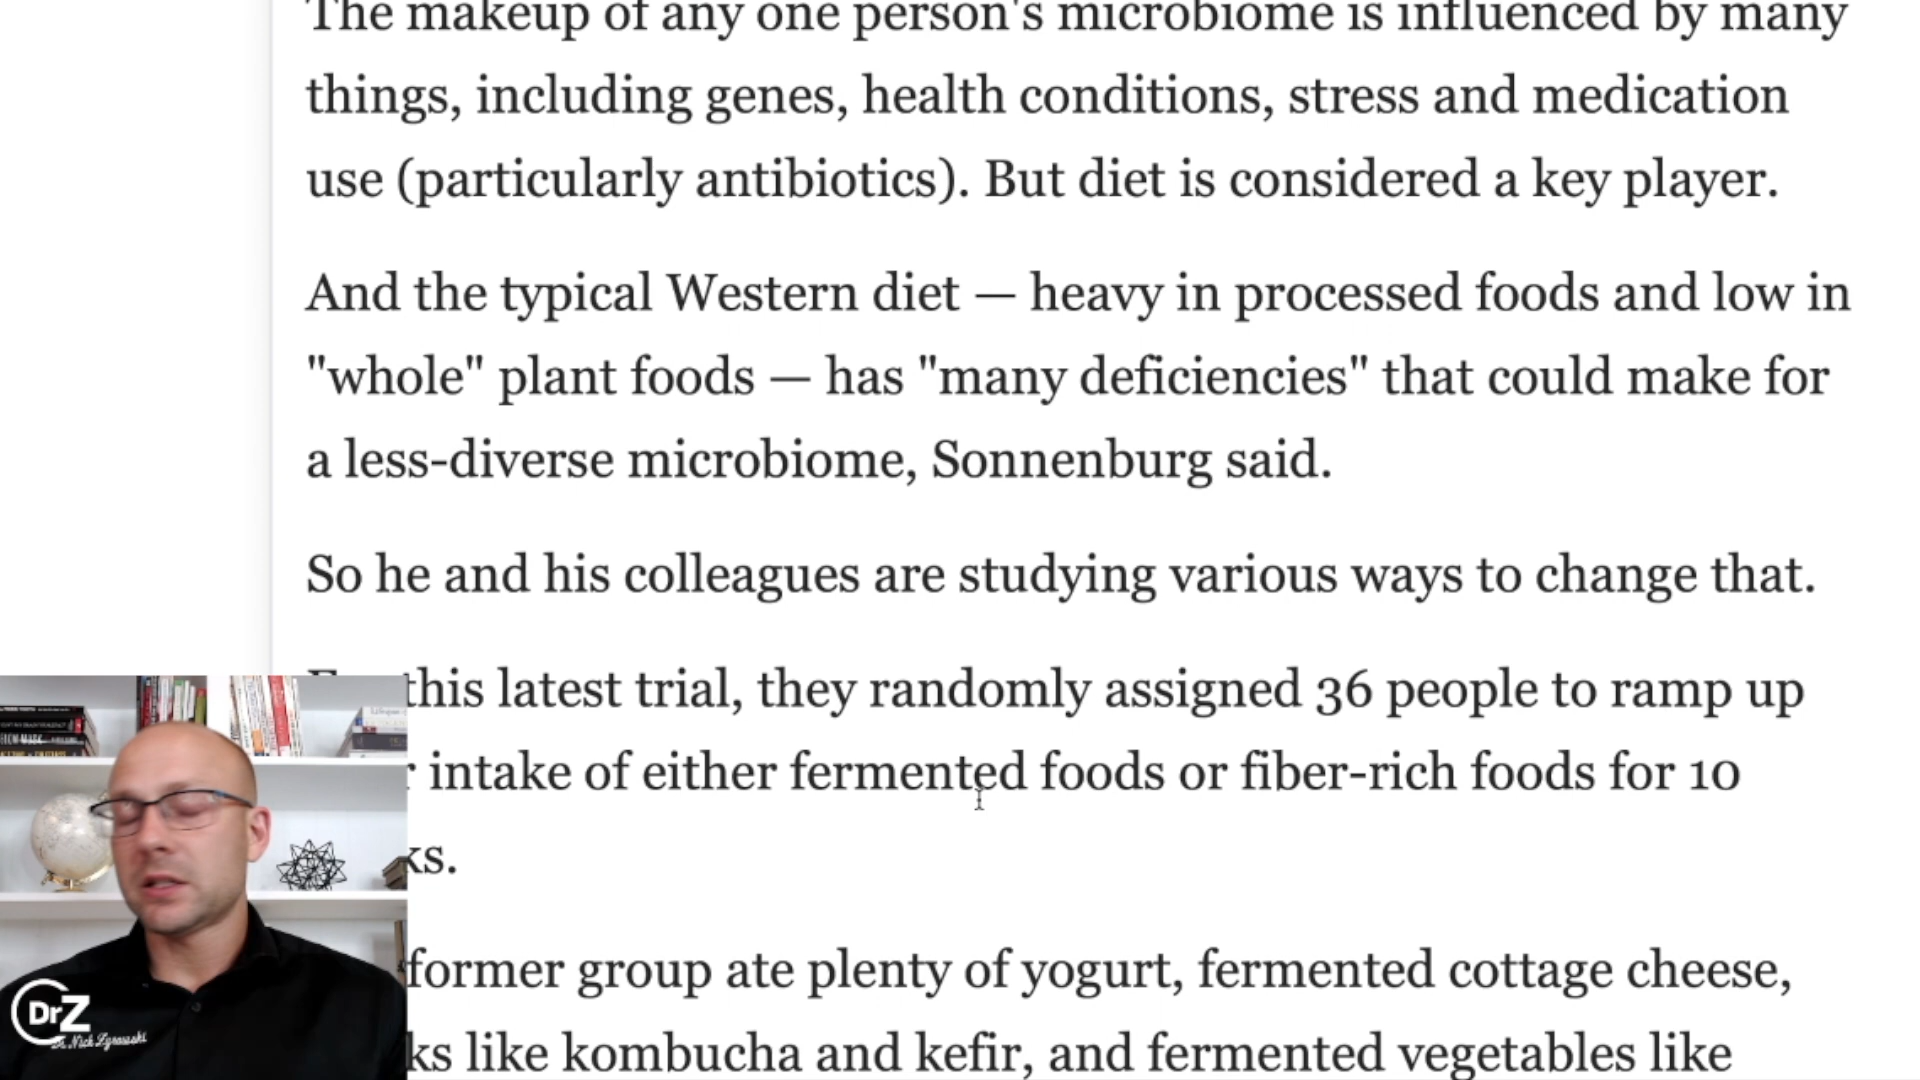 The makeup of any one person's microbiome is influenced by many
things, including genes, health conditions, stress and medication
use (particularly antibiotics). But diet is considered a key player.
And the typical Western diet — heavy in processed foods and low in
"whole" plant foods — has "many deficiencies" that could make for
a less-diverse microbiome, Sonnenburg said.
So he and his colleagues are studying various ways to change that.
this latest trial, they randomly assigned 36 people to ramp up
r intake of either fermented foods or fiber-rich foods for 10
ks.
former group ate plenty of yogurt, fermented cottage cheese,
ks like kombucha and kefir, and fermented vegetables like
DrZ
Dr. Nick Zyrowski